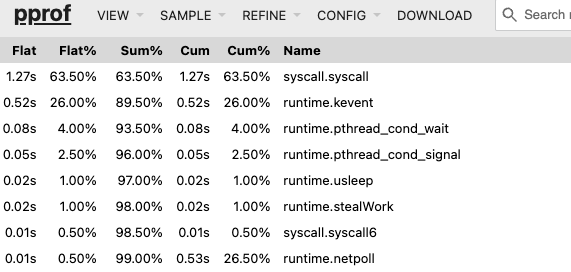 pprof VIEW SAMPLE REFINE CONFIG DOWNLOAD Search
Flat Flat% Sum% Cum Cum% Name
1.27s 63.50% 63.50% 1.27s 63.50% syscall.syscall
0.52s 26.00% 89.50% 0.52s 26.00% runtime.kevent
0.08s 4.00% 93.50% 0.08s 4.00% runtime.pthread_cond_wait
0.05s 2.50% 96.00% 0.05s 2.50% runtime.pthread_cond_signal
0.02s 1.00% 97.00% 0.02s 1.00% runtime.usleep
0.02s 1.00% 98.00% 0.02s 1.00% runtime.stealWork
0.01s 0.50% 98.50% 0.01s 0.50% syscall.syscall6
0.01s 0.50% 99.00% 0.53s 26.50% runtime.netpoll